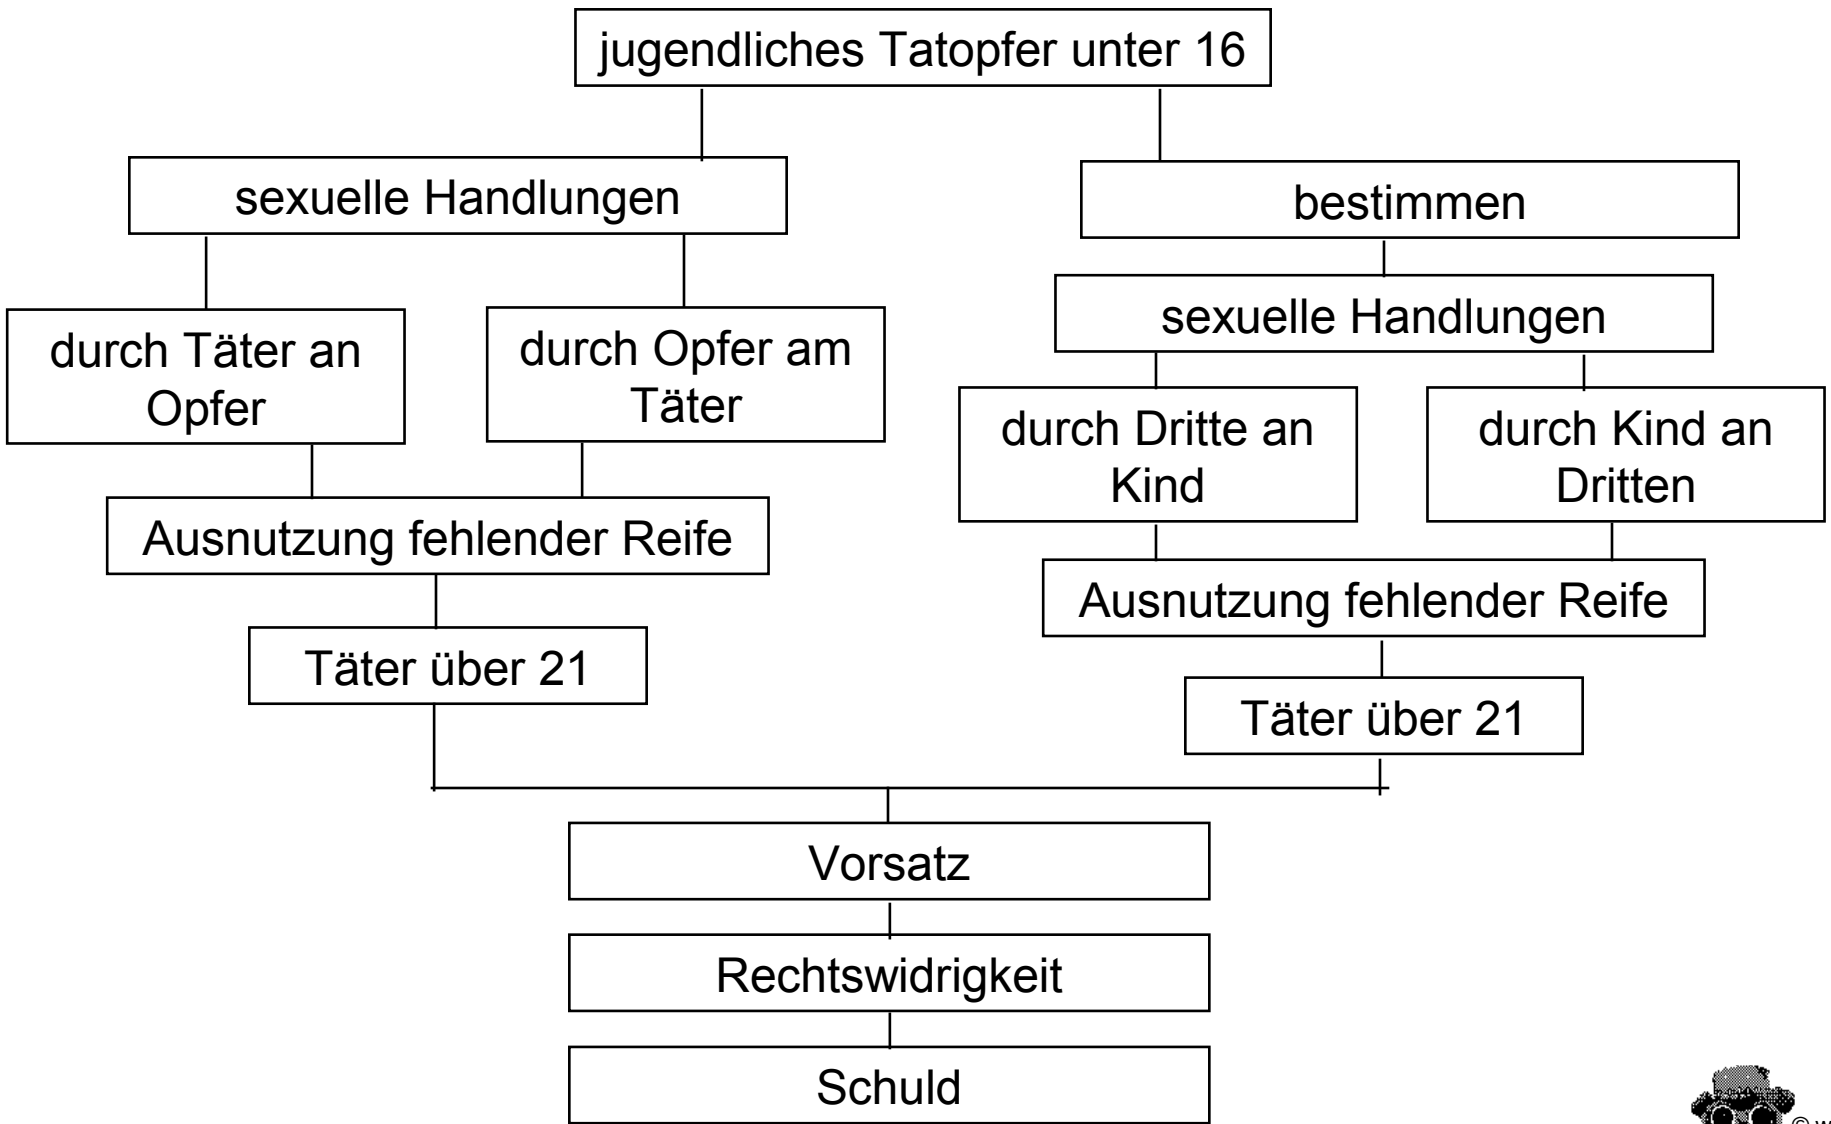 jugendliches Tatopfer unter 16
sexuelle Handlungen
bestimmen
durch Täter an
Opfer
durch Opfer am
Täter
sexuelle Handlungen
durch Dritte an
Kind
durch Kind an
Dritten
Ausnutzung fehlender Reife
Ausnutzung fehlender Reife
Täter über 21
Täter über 21
Vorsatz
Rechtswidrigkeit
Schuld